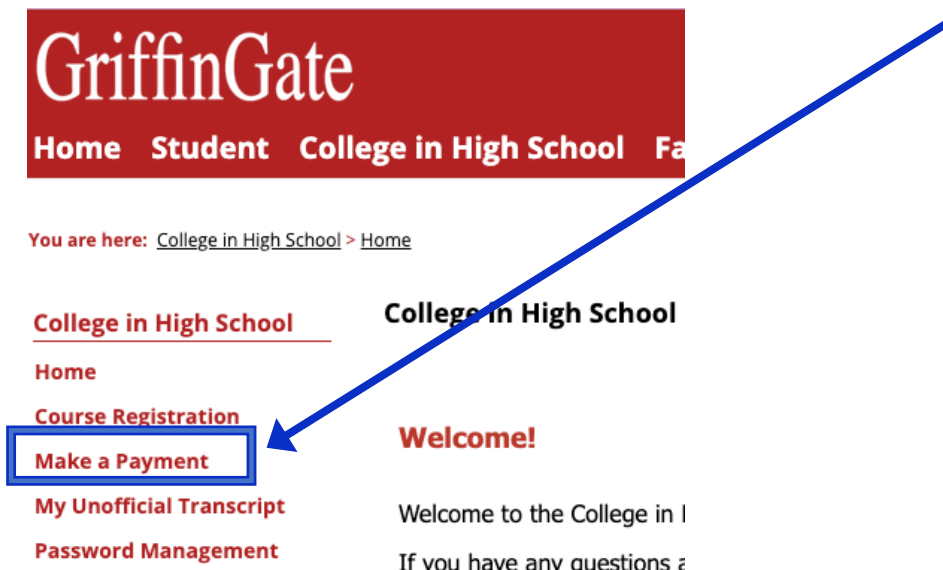 GriffinGate
Home Student College in High School Fa
You are here: College in High School > Home
College in High School
Home
Course Registration
Make a Payment
My Unofficial Transcript
Password Management
College in High School
Welcome!
Welcome to the College in
If you have any questions a